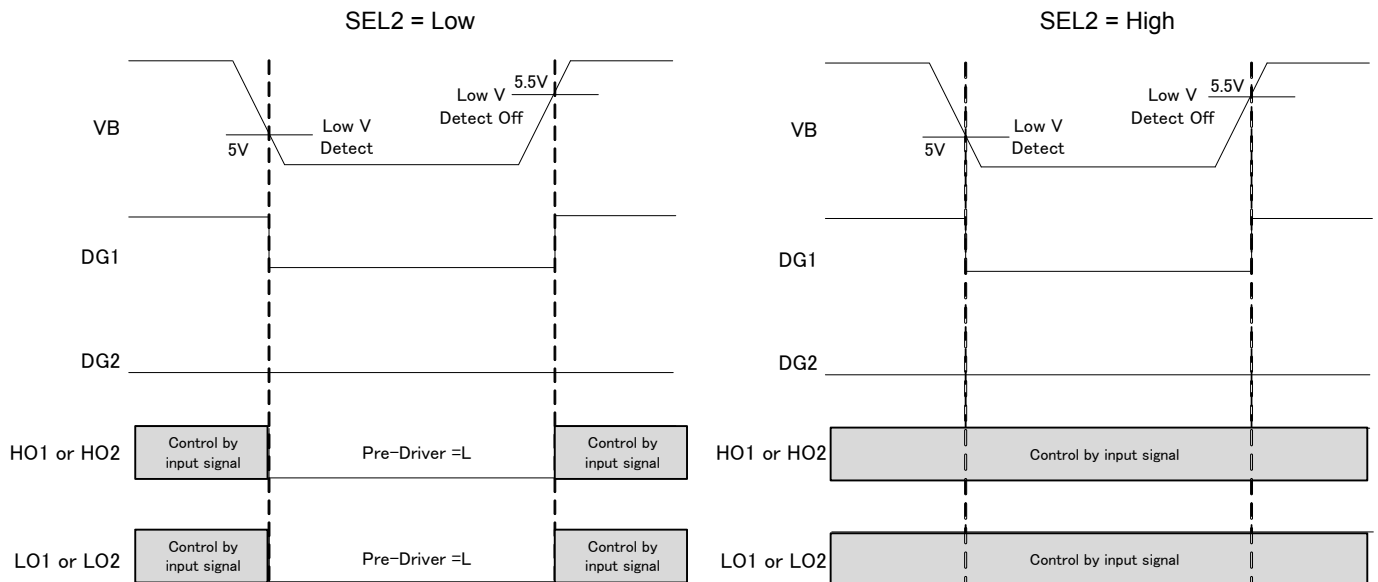 SEL2 = Low
VB
5V
Low V
Detect
5.5V
Low V
Detect Off
DG1
DG2
HO1 or HO2
Control by
input signal
Pre-Driver =L
Control by
input signal
LO1 or LO2
Control by
input signal
Pre-Driver =L
Control by
input signal
SEL2 = High
VB
5V
Low V
Detect
5.5V
Low V
Detect Off
DG1
DG2
HO1 or HO2
Control by input signal
LO1 or LO2
Control by input signal